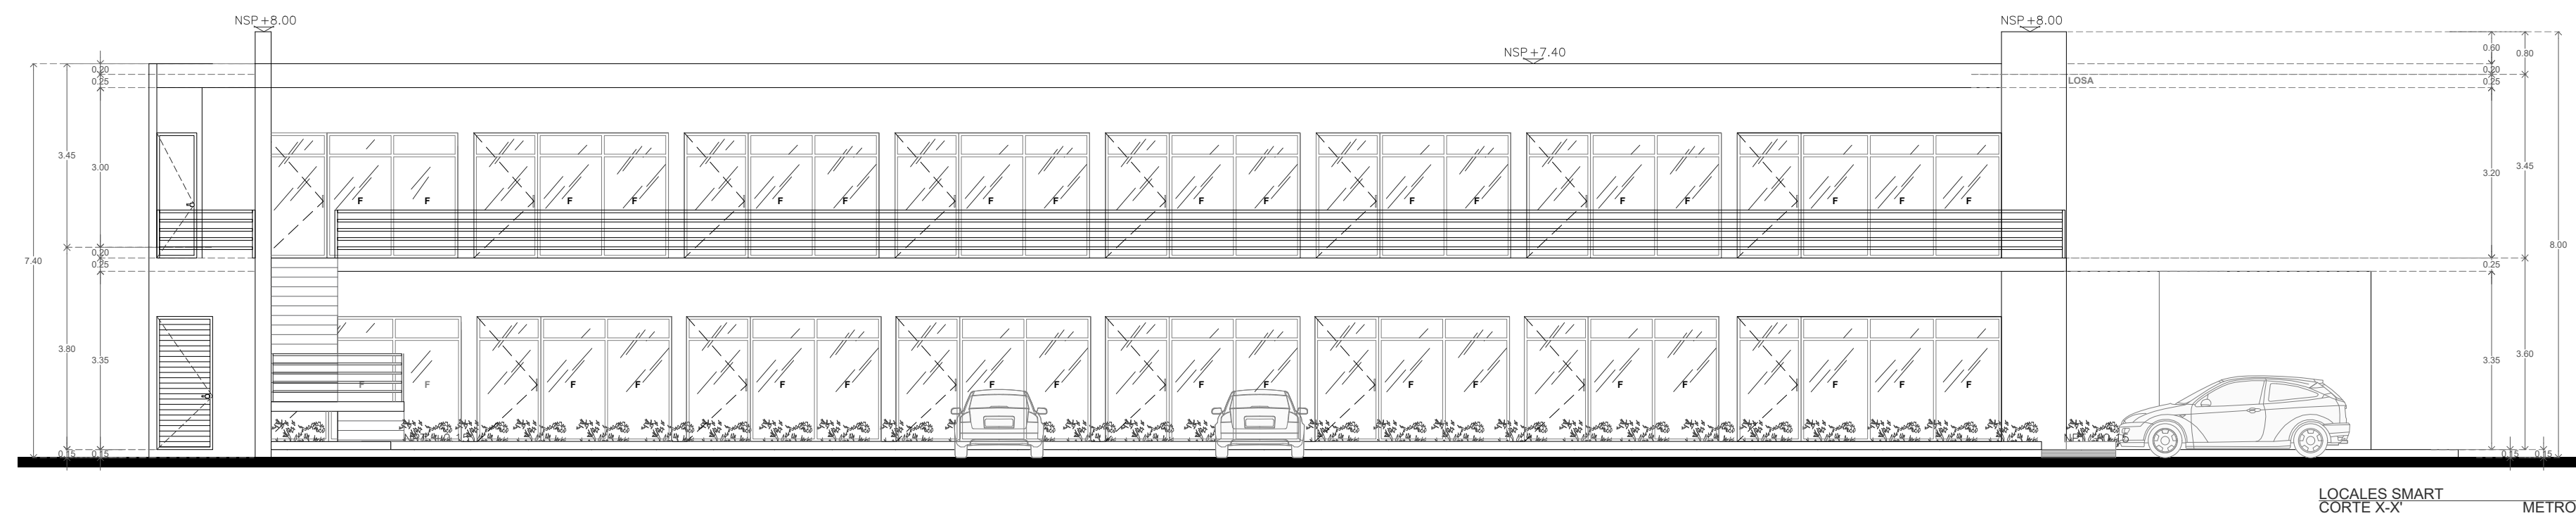 NSP +8.00
NSP +8.00
NSP +7.40
0.20
0.25
3.45
3.00
0.20
7.40
0.25
3.80
3.35
0.15
0.15
0.60
0.80
0.20
LOSA
0.25
3.20
3.45
8.00
0.25
3.35
3.60
0.15
0.15
F F F F F F F F F F F F F F F F F
F F F F F F F F F F F F F F F F F
LOCALES SMART
CORTE X-X'
METRO